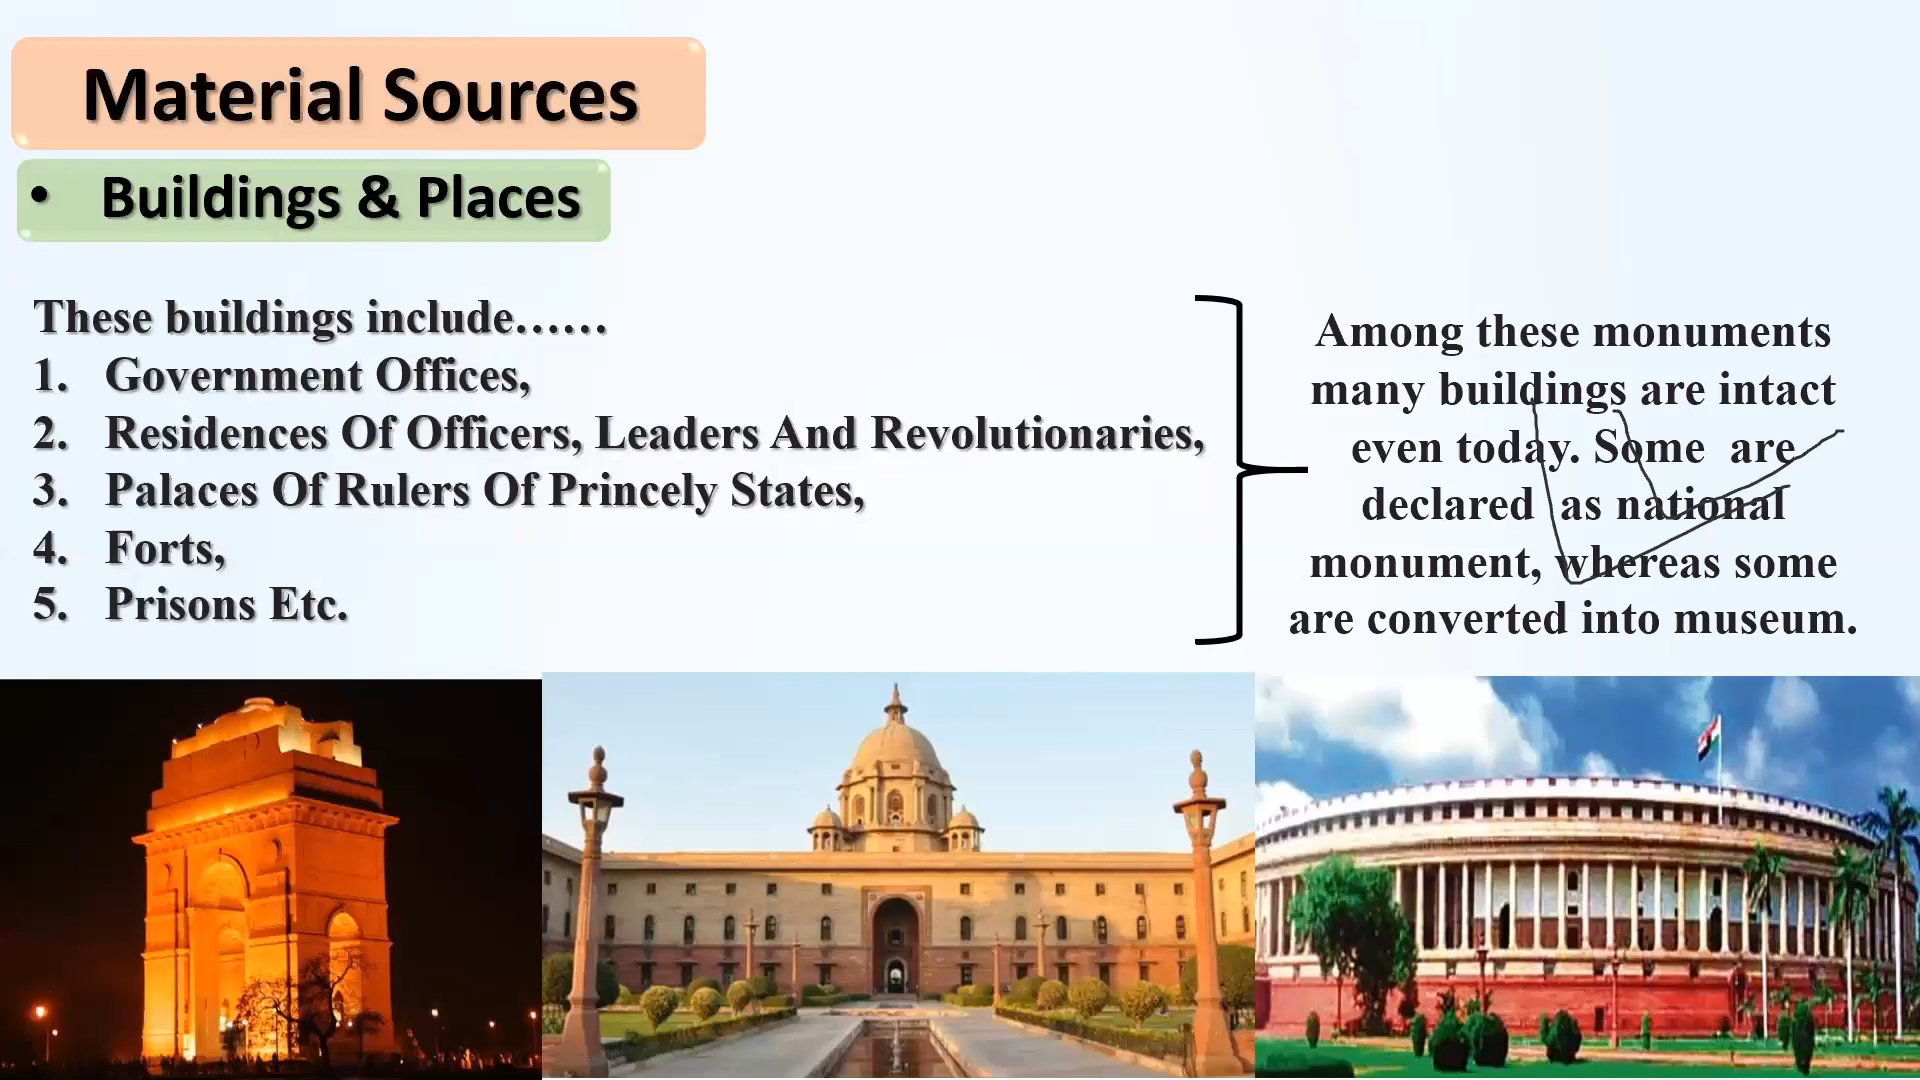 Material Sources
• Buildings & Places
These buildings include……
1. Government Offices,
2. Residences Of Officers, Leaders And Revolutionaries,
3. Palaces Of Rulers Of Princely States,
4. Forts,
5. Prisons Etc.
Among these monuments
many buildings are intact
even today. Some are
declared as national
monument, whereas some
are converted into museum.